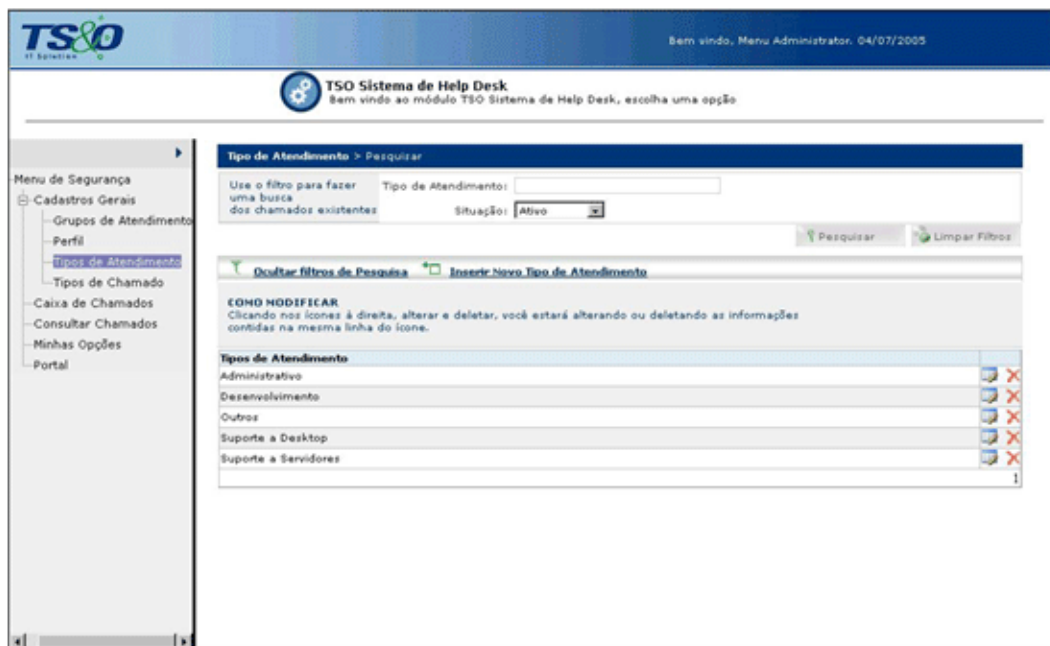 TS&O
IT Solution
Bem vindo, Menu Administrator. 04/07/2005
TSO Sistema de Help Desk
Bem vindo ao módulo TSO Sistema de Help Desk, escolha uma opção
Menu de Segurança
Cadastros Gerais
Grupos de Atendimento
Perfil
Tipos de Atendimento
Tipos de Chamado
Caixa de Chamados
Consultar Chamados
Minhas Opções
Portal
Tipo de Atendimento > Pesquisar
Use o filtro para fazer
uma busca
dos chamados existentes
Tipo de Atendimento:
Situação: Ativo
Pesquisar Limpar Filtros
Ocultar filtros de Pesquisa Inserir Novo Tipo de Atendimento
COMO MODIFICAR
Clicando nos ícones á direita, alterar e deletar, você estará alterando ou deletando as informações
contidas na mesma linha do ícone.
Tipos de Atendimento
Administrativo
Desenvolvimento
Outros
Suporte a Desktop
Suporte a Servidores
1